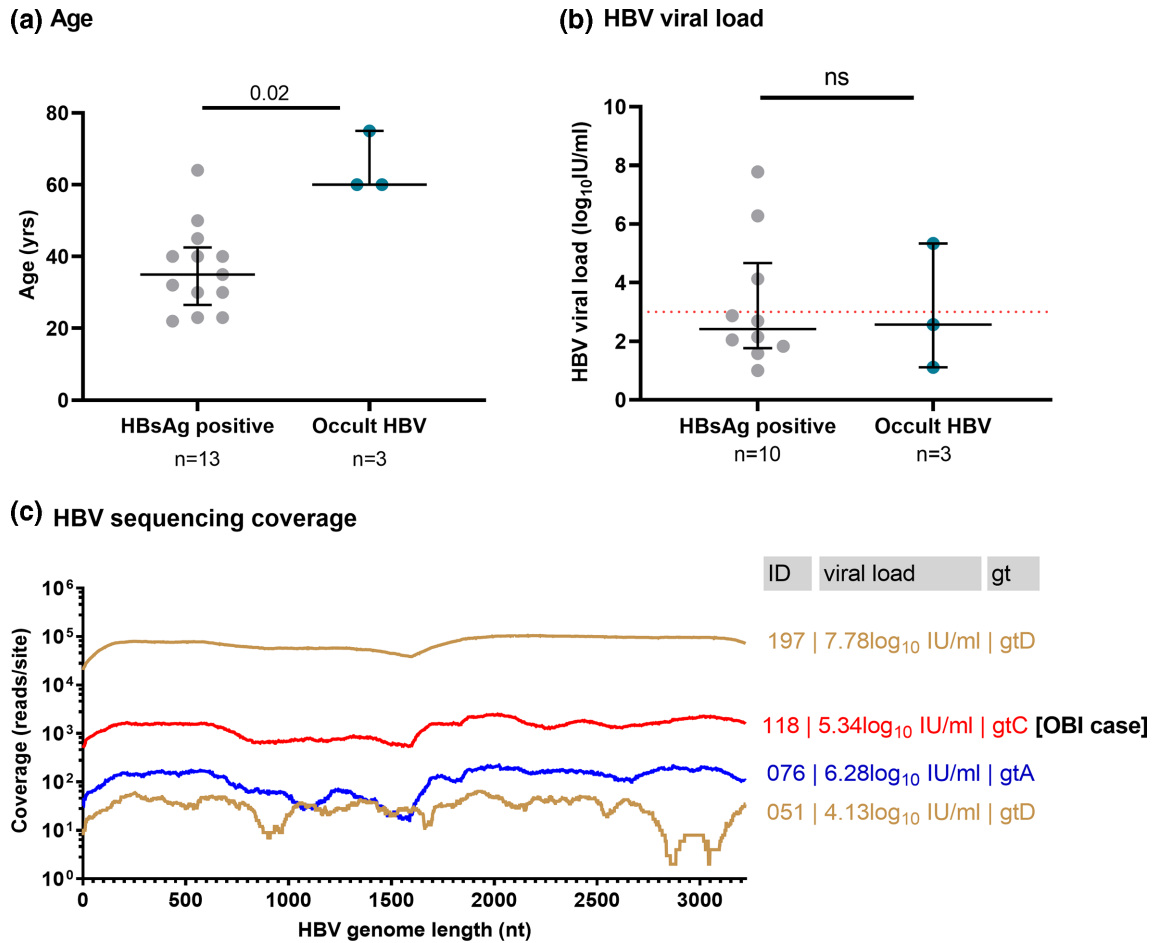 (a) Age
0.02
80
60
40
20
0
Age (yrs)
HBsAg positive
Occult HBV
n=13
n=3
(b) HBV viral load
ns
10
8
6
4
2
0
HBV viral load (log10IU/ml)
HBsAg positive
Occult HBV
n=10
n=3
(c) HBV sequencing coverage
ID viral load gt
10^6
10^5
10^4
10^3
10^2
10^1
10^0
Coverage (reads/site)
197 | 7.78log10 IU/ml | gtD
118 | 5.34log10 IU/ml | gtC [OBI case]
076 | 6.28log10 IU/ml | gtA
051 | 4.13log10 IU/ml | gtD
0 500 1000 1500 2000 2500 3000
HBV genome length (nt)